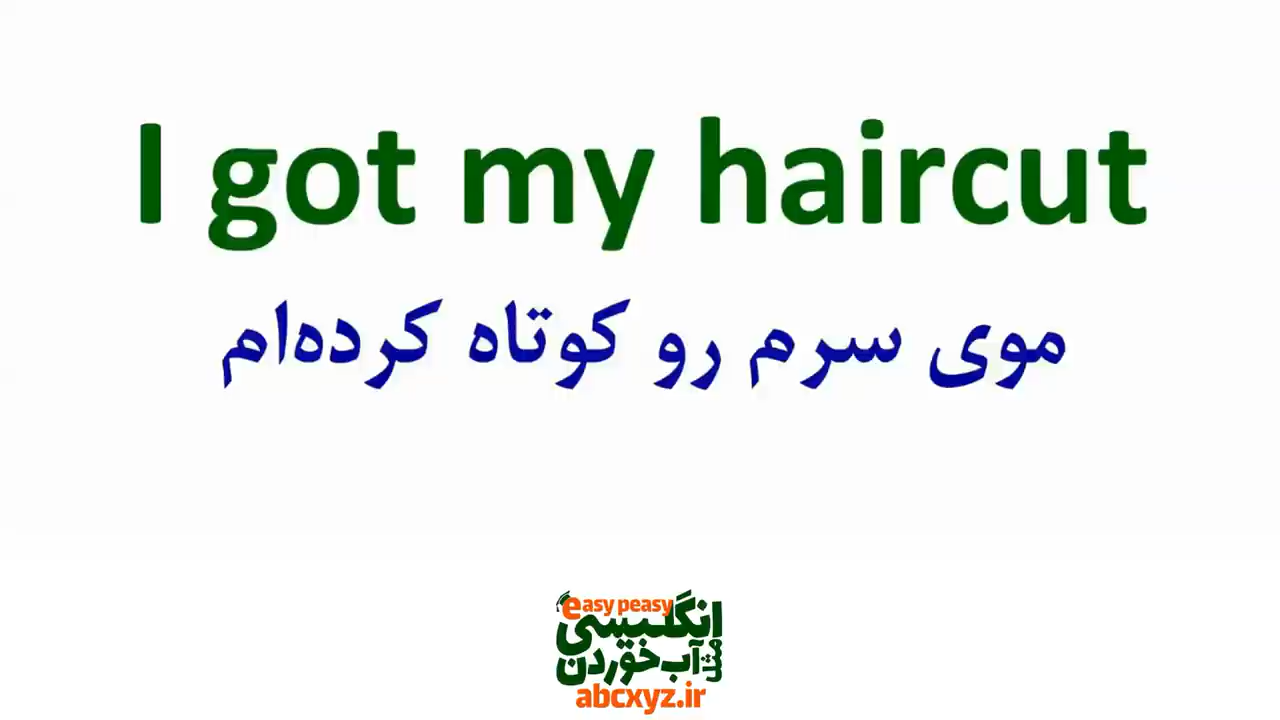 I got my haircut
موی سرم رو کوتاه کرده‌ام
easy peasy
انگلیسی
مثل آب خوردن
abcxyz.ir